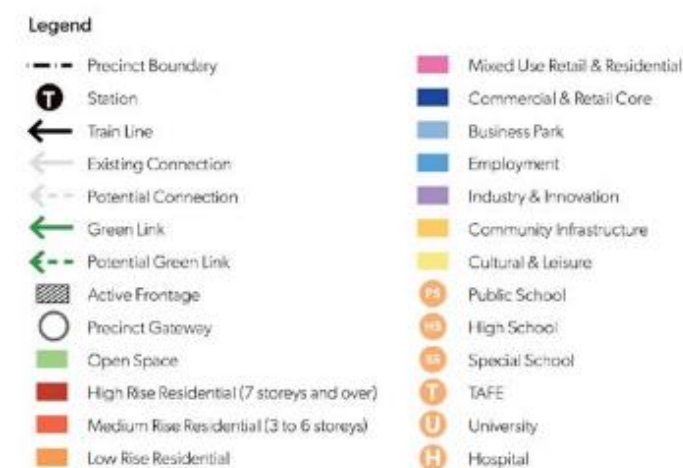 Legend
Precinct Boundary
T Station
Train Line
Existing Connection
Potential Connection
Green Link
Potential Green Link
Active Frontage
Precinct Gateway
Open Space
High Rise Residential (7 storeys and over)
Medium Rise Residential (3 to 6 storeys)
Low Rise Residential
Mixed Use Retail & Residential
Commercial & Retail Core
Business Park
Employment
Industry & Innovation
Community Infrastructure
Cultural & Leisure
PS Public School
HS High School
SS Special School
T TAFE
U University
H Hospital